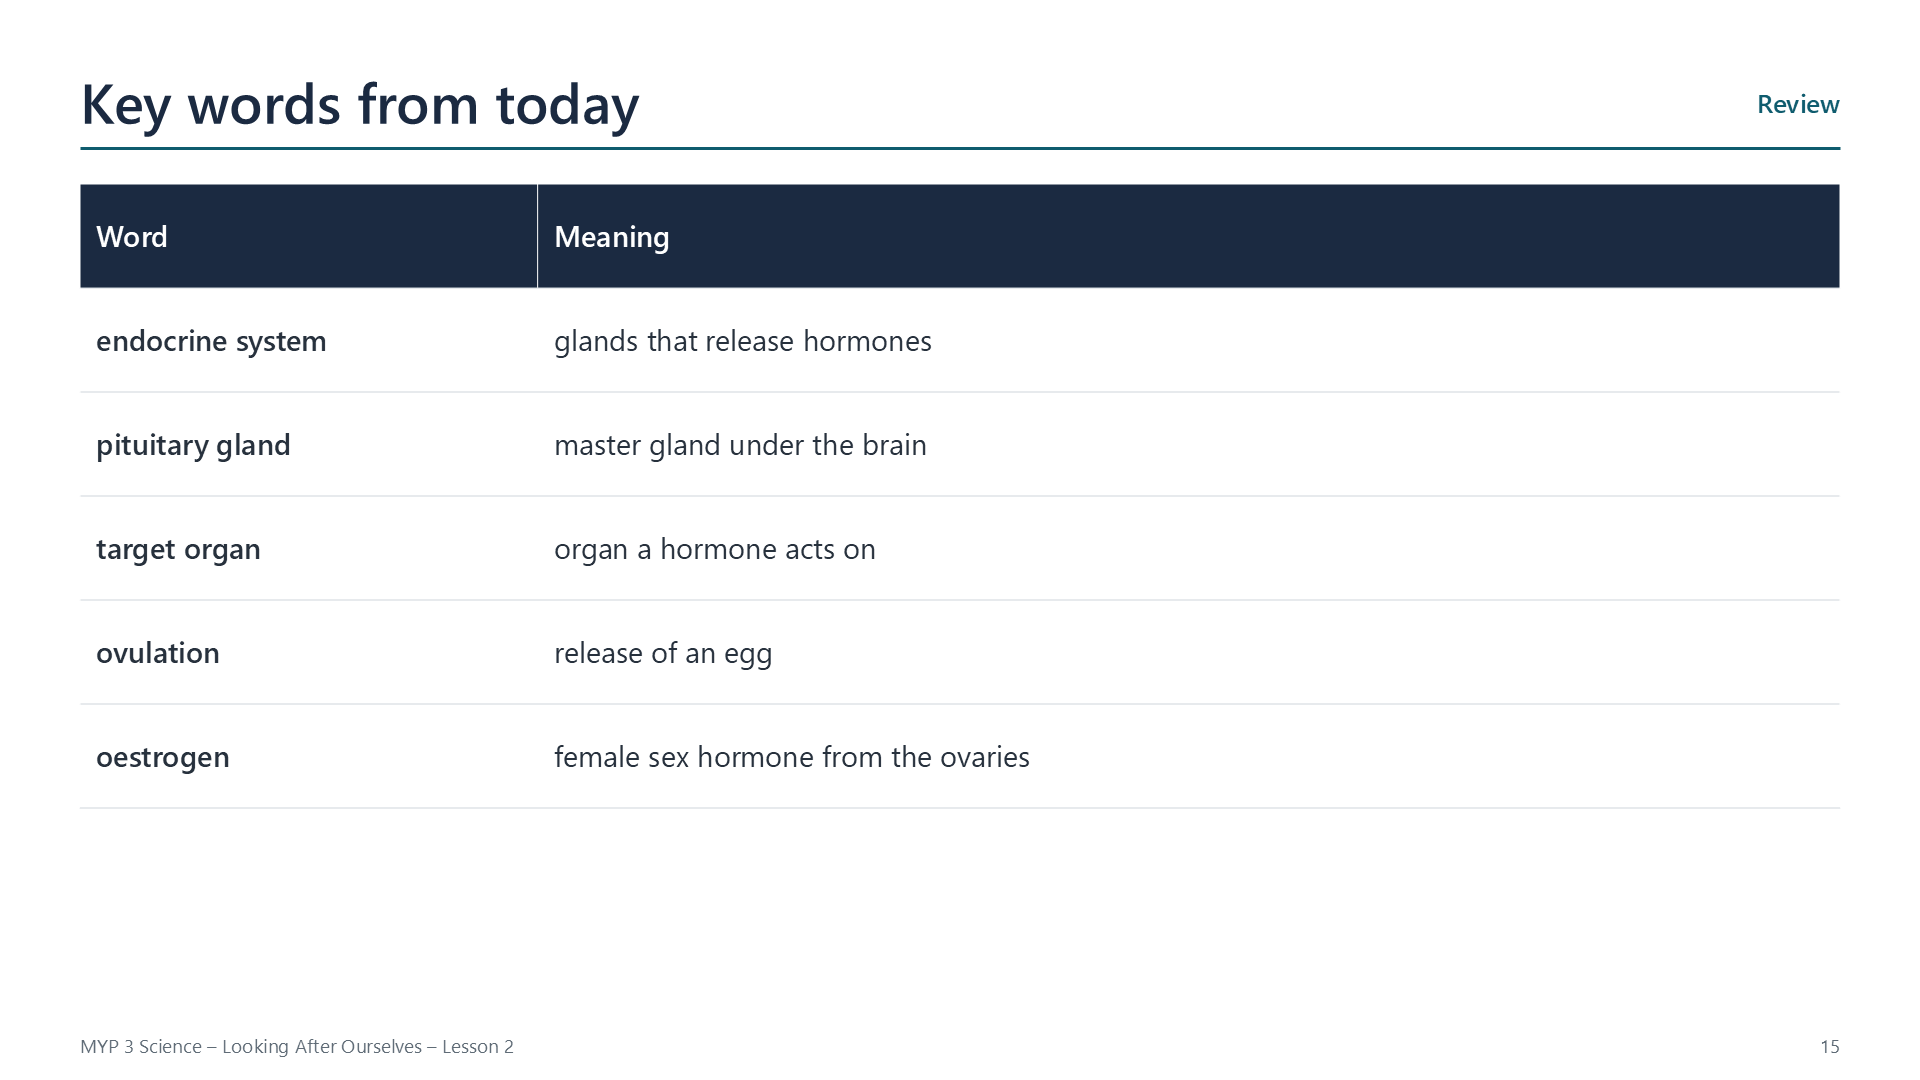 Key words from today
Review
Word Meaning
endocrine system glands that release hormones
pituitary gland master gland under the brain
target organ organ a hormone acts on
ovulation release of an egg
oestrogen female sex hormone from the ovaries
MYP 3 Science – Looking After Ourselves – Lesson 2
15